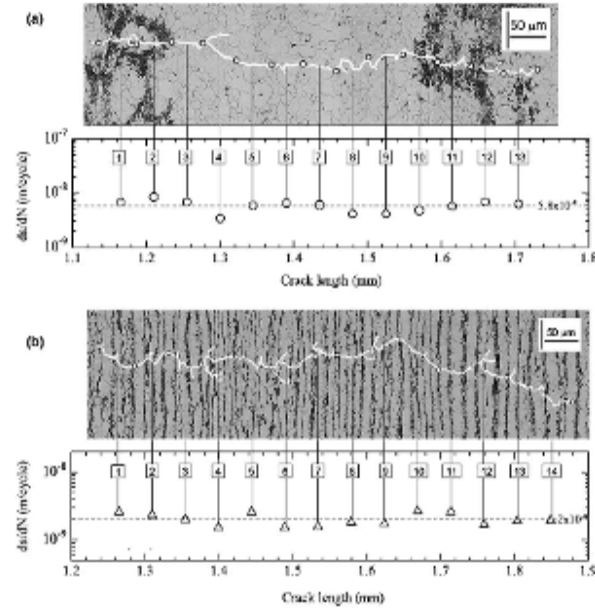 (a)
50 μm
10⁻⁷
1 2 3 4 5 6 7 8 9 10 11 12 13
10⁻⁸
10⁻⁹
da/dN (m/cycle)
1.1 1.2 1.3 1.4 1.5 1.6 1.7 1.8
Crack length (mm)
(b)
50 μm
1 2 3 4 5 6 7 8 9 10 11 12 13 14
da/dN (m/cycle)
1.2 1.3 1.4 1.5 1.6 1.7 1.8 1.9
Crack length (mm)